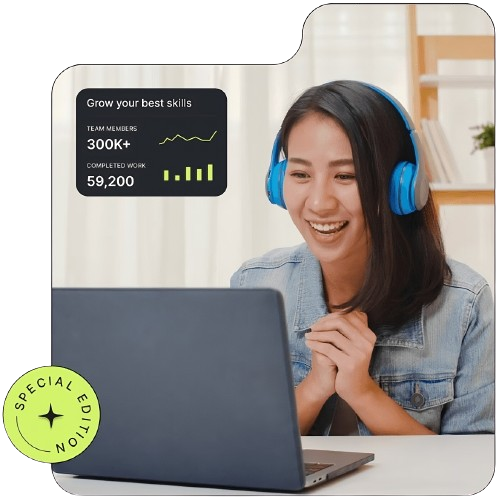 Grow your best skills
TEAM MEMBERS
300K+
COMPLETED WORK
59,200
SPECIAL EDITION